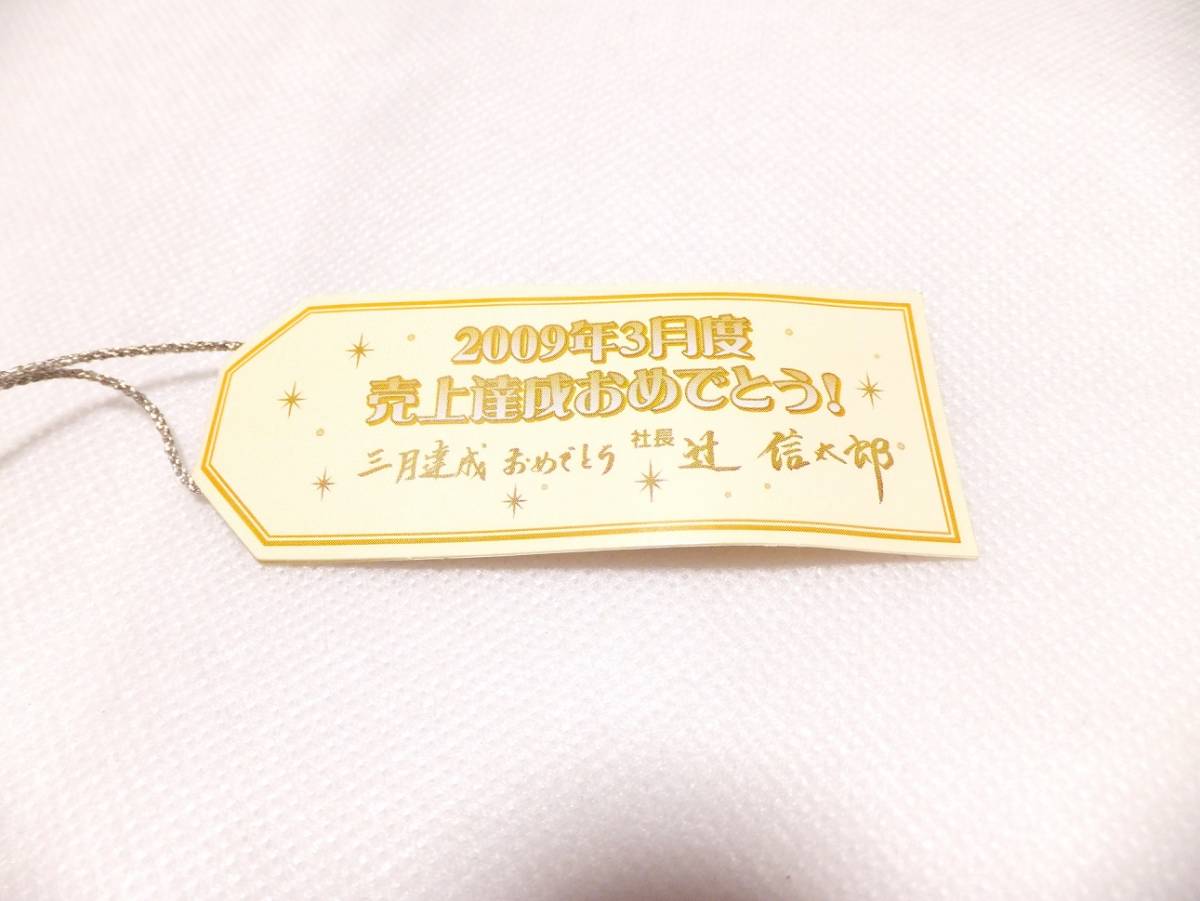 2009年3月度
売上達成おめでとう!
三月達成 おめでとう 社長 辻 信太郎